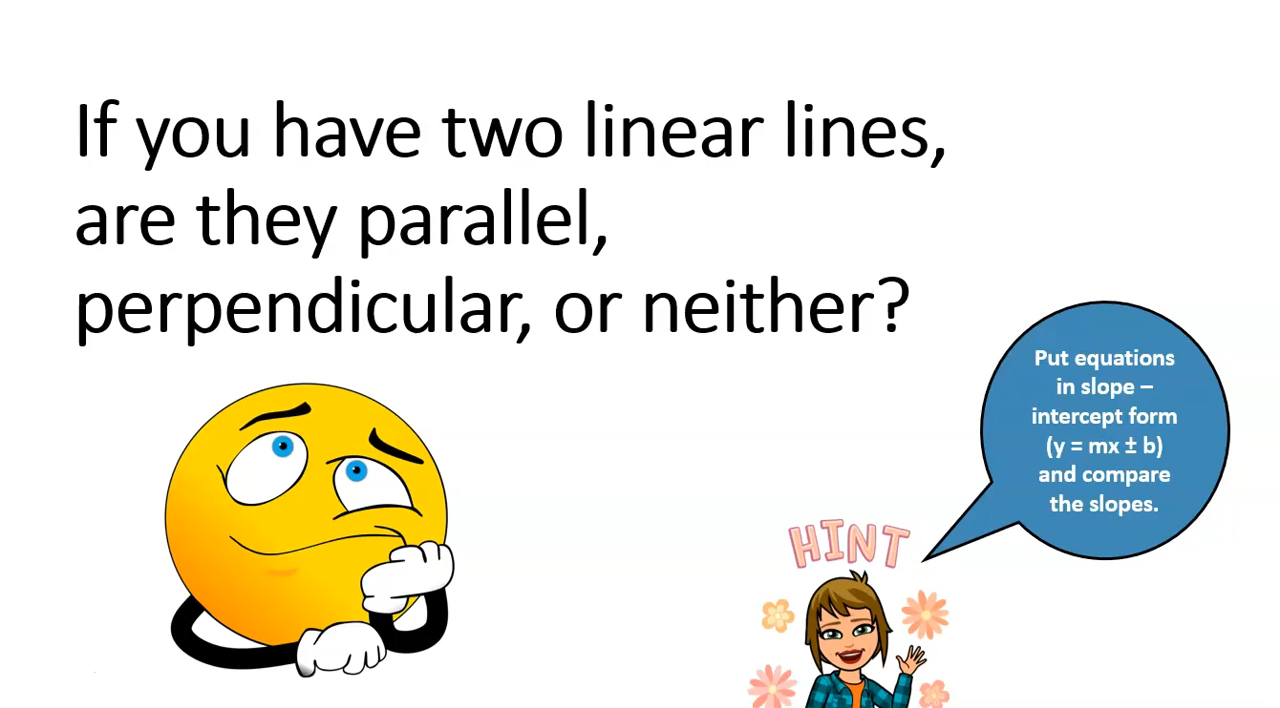 If you have two linear lines,
are they parallel,
perpendicular, or neither?
Put equations
in slope –
intercept form
(y = mx ± b)
and compare
the slopes.
HINT